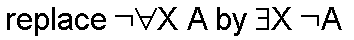 replace ¬∀X A by ∃X ¬A